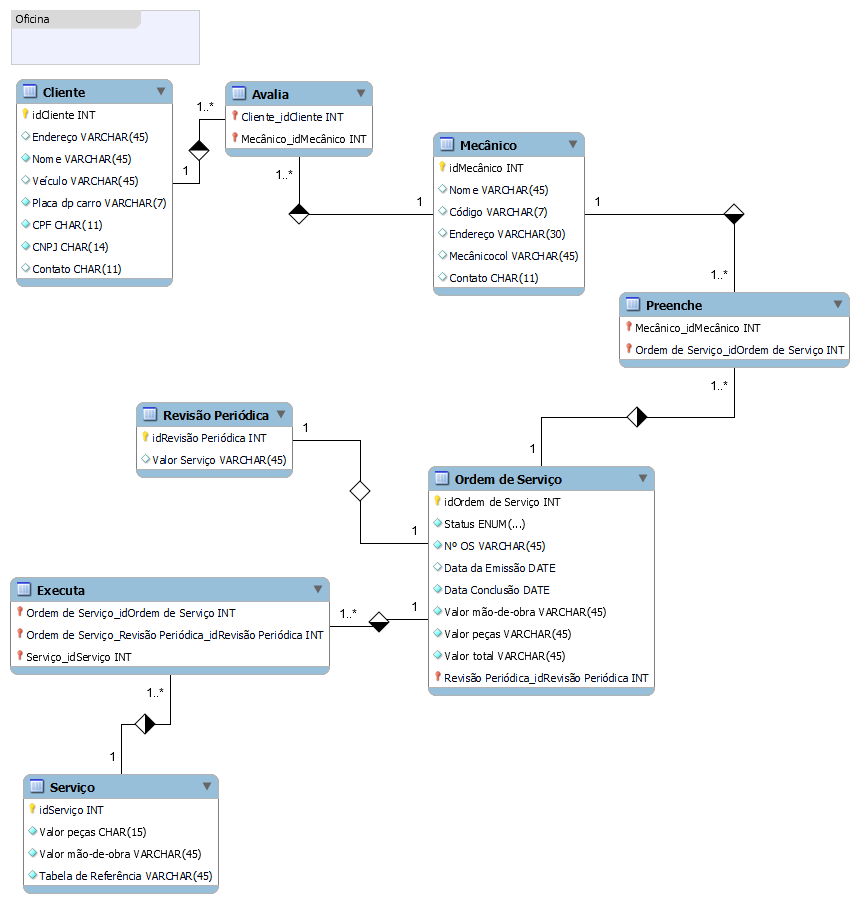 Oficina
Cliente
idCliente INT
Endereço VARCHAR(45)
Nome VARCHAR(45)
Veículo VARCHAR(45)
Placa dp carro VARCHAR(7)
CPF CHAR(11)
CNPJ CHAR(14)
Contato CHAR(11)
1..*
1
Avalia
Cliente_idCliente INT
Mecânico_idMecânico INT
1..*
1
Mecânico
idMecânico INT
Nome VARCHAR(45)
Código VARCHAR(7)
Endereço VARCHAR(30)
Mecânicocol VARCHAR(45)
Contato CHAR(11)
1
1..*
Preenche
Mecânico_idMecânico INT
Ordem de Serviço_idOrdem de Serviço INT
1..*
1
Revisão Periódica
idRevisão Periódica INT
Valor Serviço VARCHAR(45)
1
1
Ordem de Serviço
idOrdem de Serviço INT
Status ENUM(...)
Nº OS VARCHAR(45)
Data da Emissão DATE
Data Conclusão DATE
Valor mão-de-obra VARCHAR(45)
Valor peças VARCHAR(45)
Valor total VARCHAR(45)
Revisão Periódica_idRevisão Periódica INT
Executa
Ordem de Serviço_idOrdem de Serviço INT
Ordem de Serviço_Revisão Periódica_idRevisão Periódica INT
Serviço_idServiço INT
1..*
1
1..*
1
Serviço
idServiço INT
Valor peças CHAR(15)
Valor mão-de-obra VARCHAR(45)
Tabela de Referência VARCHAR(45)